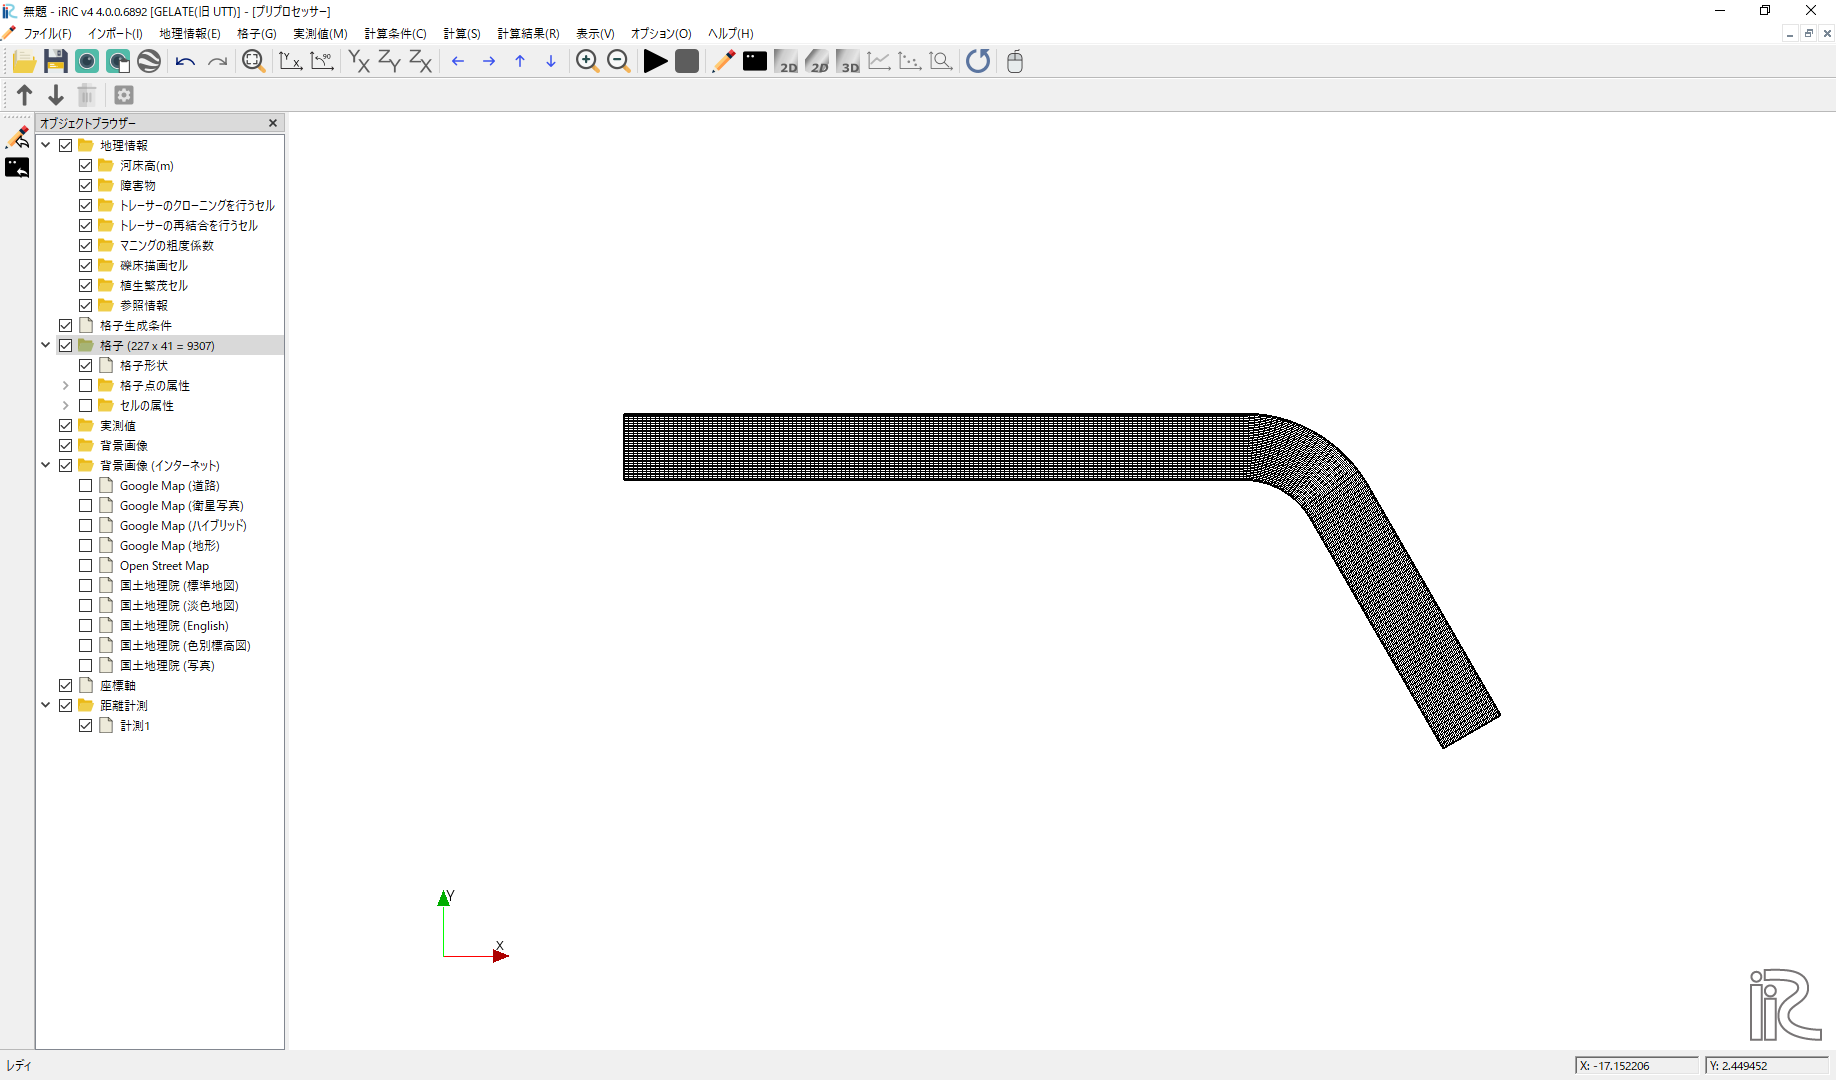 無題 - iRIC v4 4.0.0.6892 [GELATE(旧 UTT)] - [プリプロセッサー]
ファイル(F) インポート(I) 地理情報(E) 格子(G) 実測値(M) 計算条件(C) 計算(S) 計算結果(R) 表示(V) オプション(O) ヘルプ(H)
YX ZY ZX 2D 2D 3D
オブジェクトブラウザー
地理情報
河床高(m)
障害物
トレーサーのクローニングを行うセル
トレーサーの再結合を行うセル
マニングの粗度係数
礫床描画セル
植生繁茂セル
参照情報
格子生成条件
格子 (227 x 41 = 9307)
格子形状
格子点の属性
セルの属性
実測値
背景画像
背景画像 (インターネット)
Google Map (道路)
Google Map (衛星写真)
Google Map (ハイブリッド)
Google Map (地形)
Open Street Map
国土地理院 (標準地図)
国土地理院 (淡色地図)
国土地理院 (English)
国土地理院 (色別標高図)
国土地理院 (写真)
座標軸
距離計測
計測1
Y
X
iRIC
レディ
X: -17.152206
Y: 2.449452